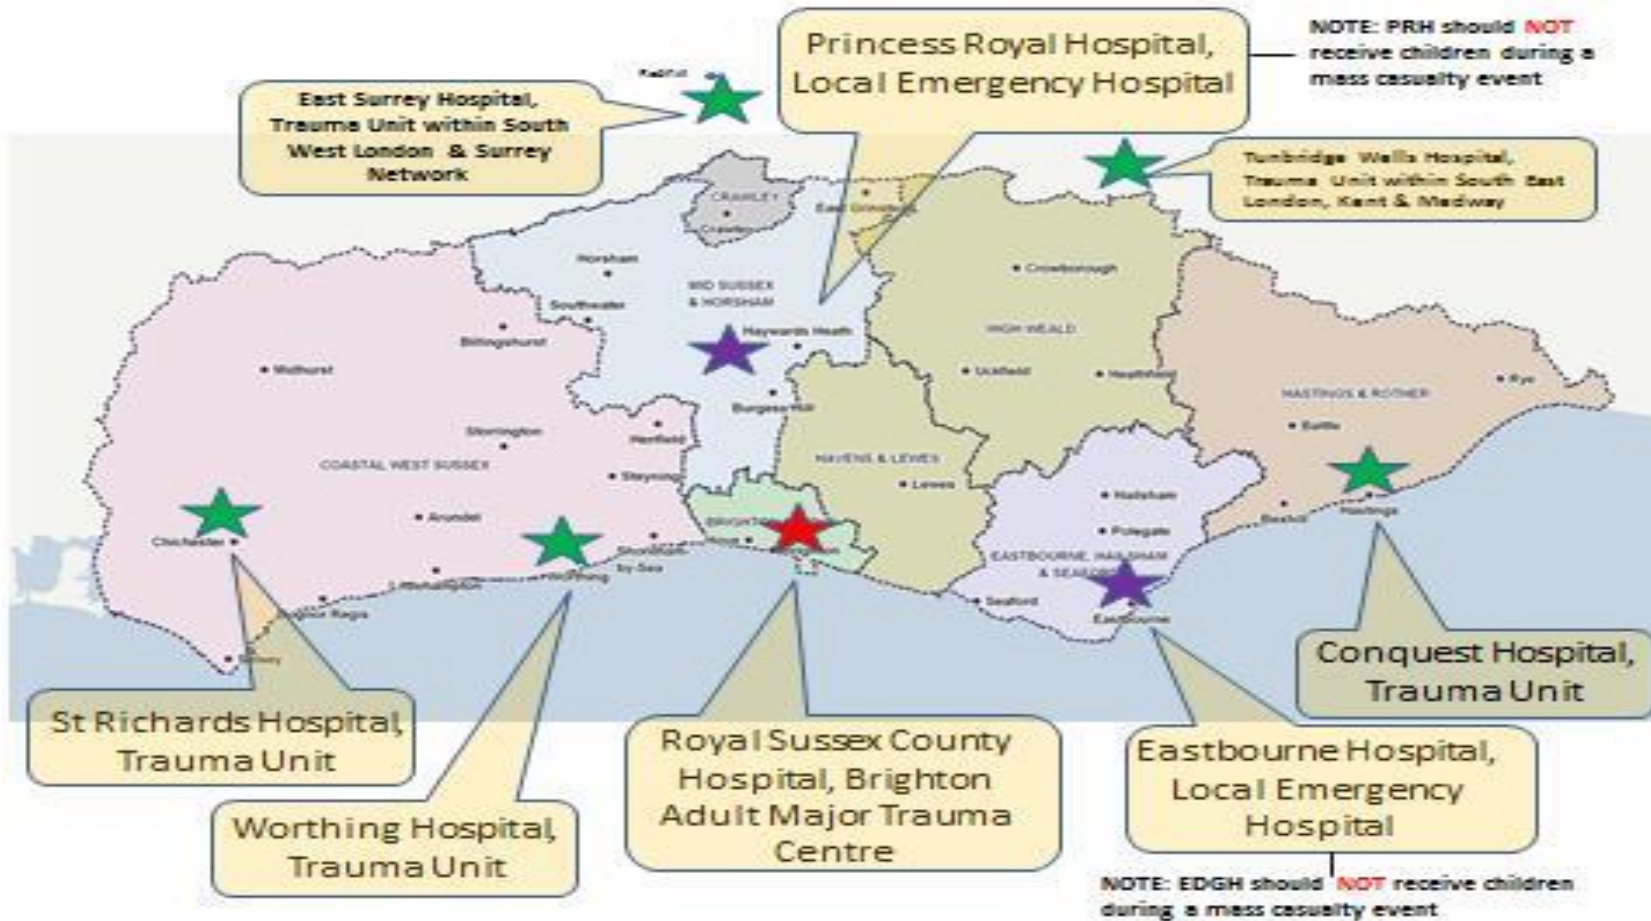 Princess Royal Hospital,
Local Emergency Hospital
NOTE: PRH should NOT
receive children during a
mass casualty event
Redhill
East Surrey Hospital,
Trauma Unit within South
West London & Surrey
Network
Tunbridge Wells Hospital,
Trauma Unit within South East
London, Kent & Medway
CRAWLEY
Crawley
East Grinstead
Horsham
Crowborough
MID SUSSEX
& HORSHAM
Southwater
Haywards Heath
HIGH WEALD
Billingshurst
Midhurst
Uckfield
Heathfield
Rye
HASTINGS & ROTHER
Burgess Hill
Battle
Storrington
Henfield
COASTAL WEST SUSSEX
HAVENS & LEWES
Steyning
Lewes
Hailsham
Arundel
Polegate
Bexhill
Hastings
Chichester
Shoreham
by-Sea
Hove
EASTBOURNE, HAILSHAM
& SEAFORD
Worthing
Littlehampton
Bognor Regis
Seaford
Eastbourne
Selsey
St Richards Hospital,
Trauma Unit
Worthing Hospital,
Trauma Unit
Royal Sussex County
Hospital, Brighton
Adult Major Trauma
Centre
Eastbourne Hospital,
Local Emergency
Hospital
Conquest Hospital,
Trauma Unit
NOTE: EDGH should NOT receive children
during a mass casualty event